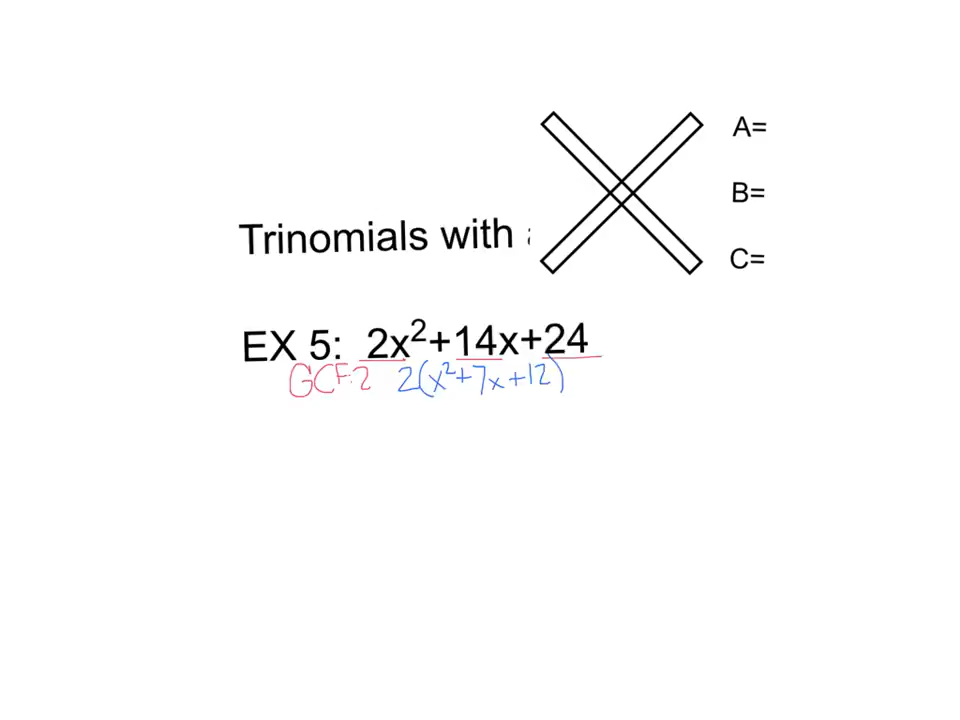 A=
B=
Trinomials with
C=
EX 5: 2x²+14x+24
GCF:2 2(x²+7x+12)